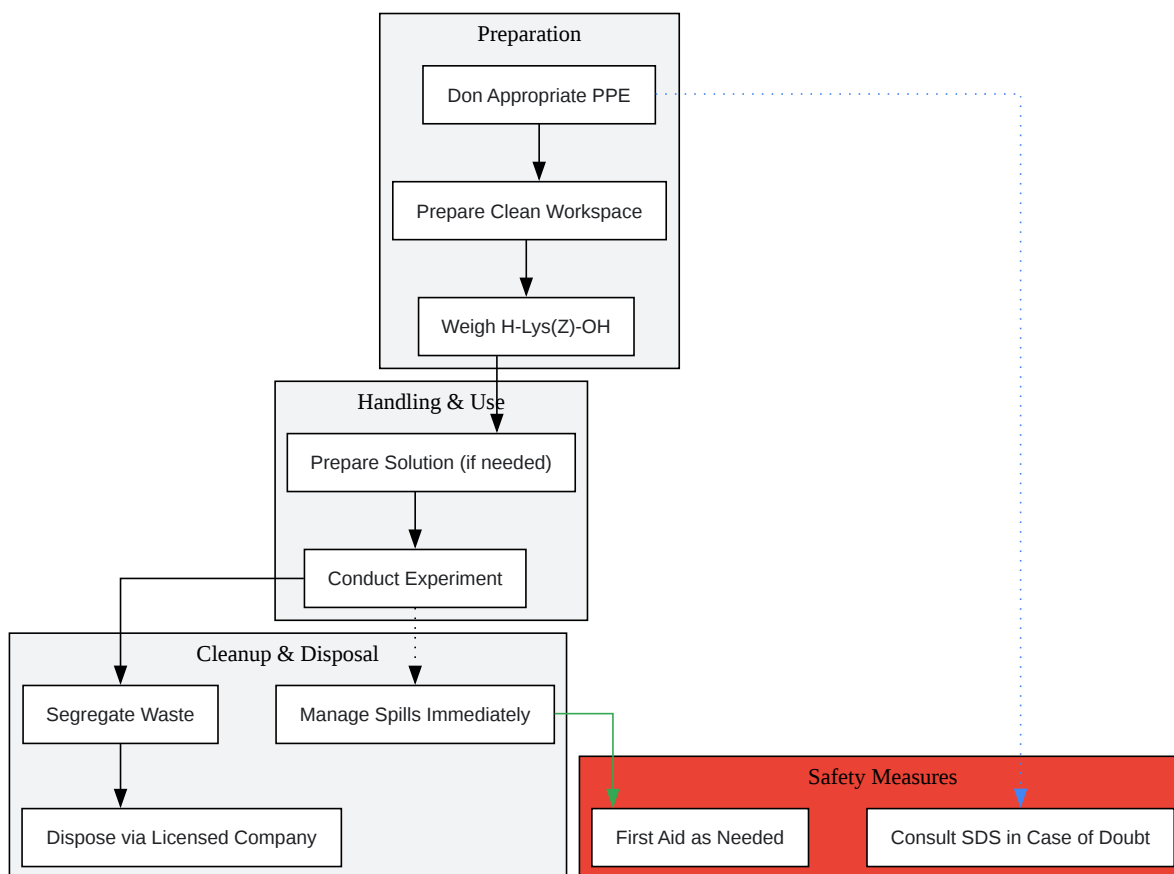 Preparation
Don Appropriate PPE
Prepare Clean Workspace
Weigh H-Lys(Z)-OH
Handling & Use
Prepare Solution (if needed)
Conduct Experiment
Cleanup & Disposal
Segregate Waste
Manage Spills Immediately
Dispose via Licensed Company
Safety Measures
First Aid as Needed
Consult SDS in Case of Doubt